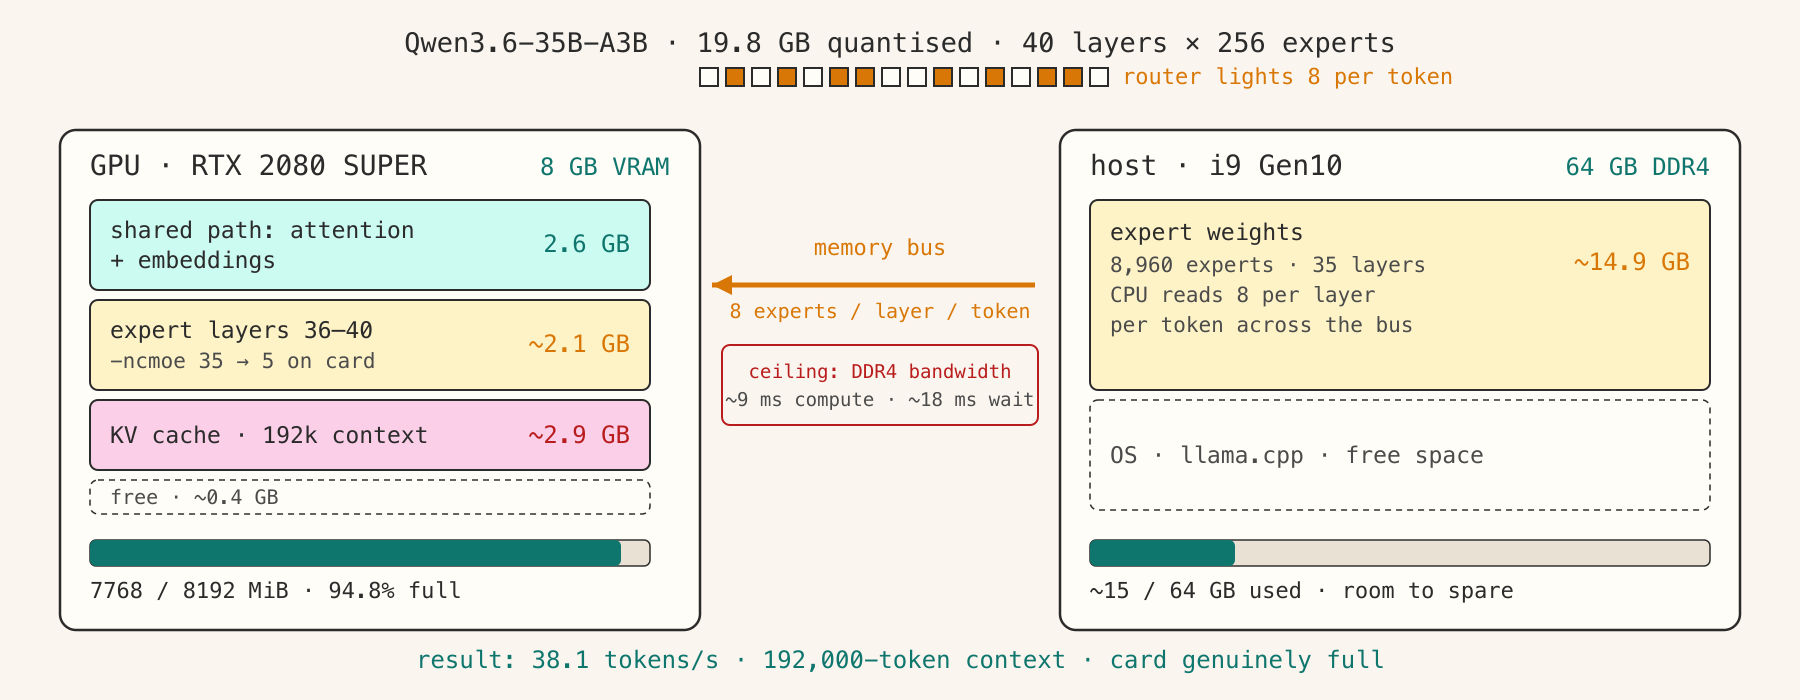 Qwen3.6−35B−A3B · 19.8 GB quantised · 40 layers × 256 experts
router lights 8 per token
GPU · RTX 2080 SUPER
8 GB VRAM
shared path: attention
+ embeddings
2.6 GB
expert layers 36–40
−ncmoe 35 → 5 on card
~2.1 GB
KV cache · 192k context
~2.9 GB
free · ~0.4 GB
7768 / 8192 MiB · 94.8% full
memory bus
8 experts / layer / token
ceiling: DDR4 bandwidth
~9 ms compute · ~18 ms wait
host · i9 Gen10
64 GB DDR4
expert weights
8,960 experts · 35 layers
CPU reads 8 per layer
per token across the bus
~14.9 GB
OS · llama.cpp · free space
~15 / 64 GB used · room to spare
result: 38.1 tokens/s · 192,000−token context · card genuinely full